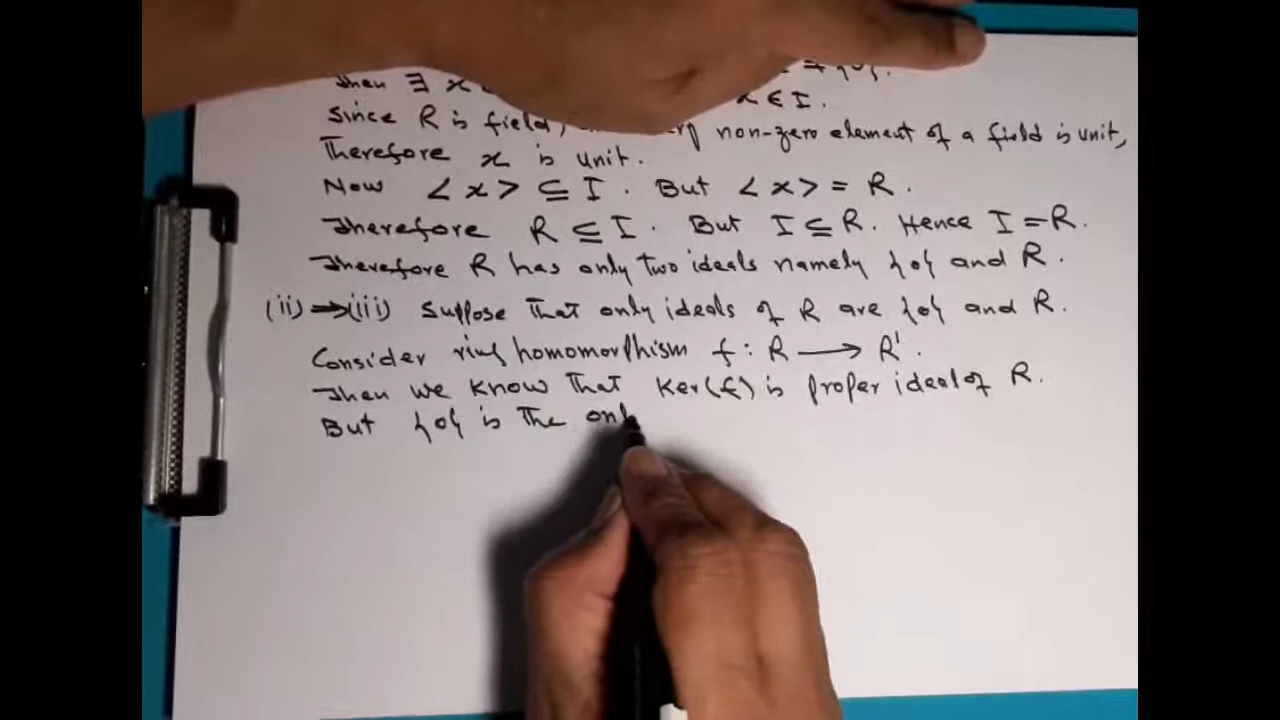 Then ∃ x
x ∈ I.
Since R is field, non-zero element of a field is unit,
Therefore x is unit.
Now <x> ⊆ I. But <x> = R.
Therefore R ⊆ I. But I ⊆ R. Hence I = R.
Therefore R has only two ideals namely {0} and R.
(ii) ⇒ (iii) Suppose that only ideals of R are {0} and R.
Consider ring homomorphism f : R ⟶ R'.
Then we know that Ker(f) is proper ideal of R.
But {0} is the onl